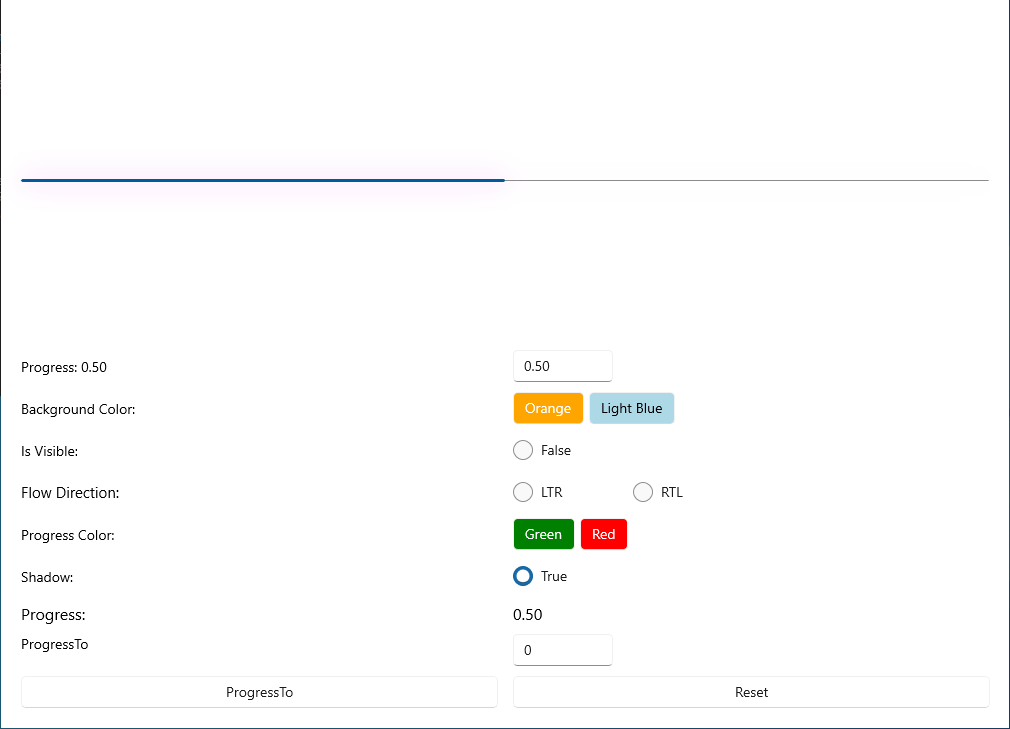 Progress: 0.50 0.50
Background Color: Orange Light Blue
Is Visible: False
Flow Direction: LTR RTL
Progress Color: Green Red
Shadow: True
Progress: 0.50
ProgressTo 0
ProgressTo Reset